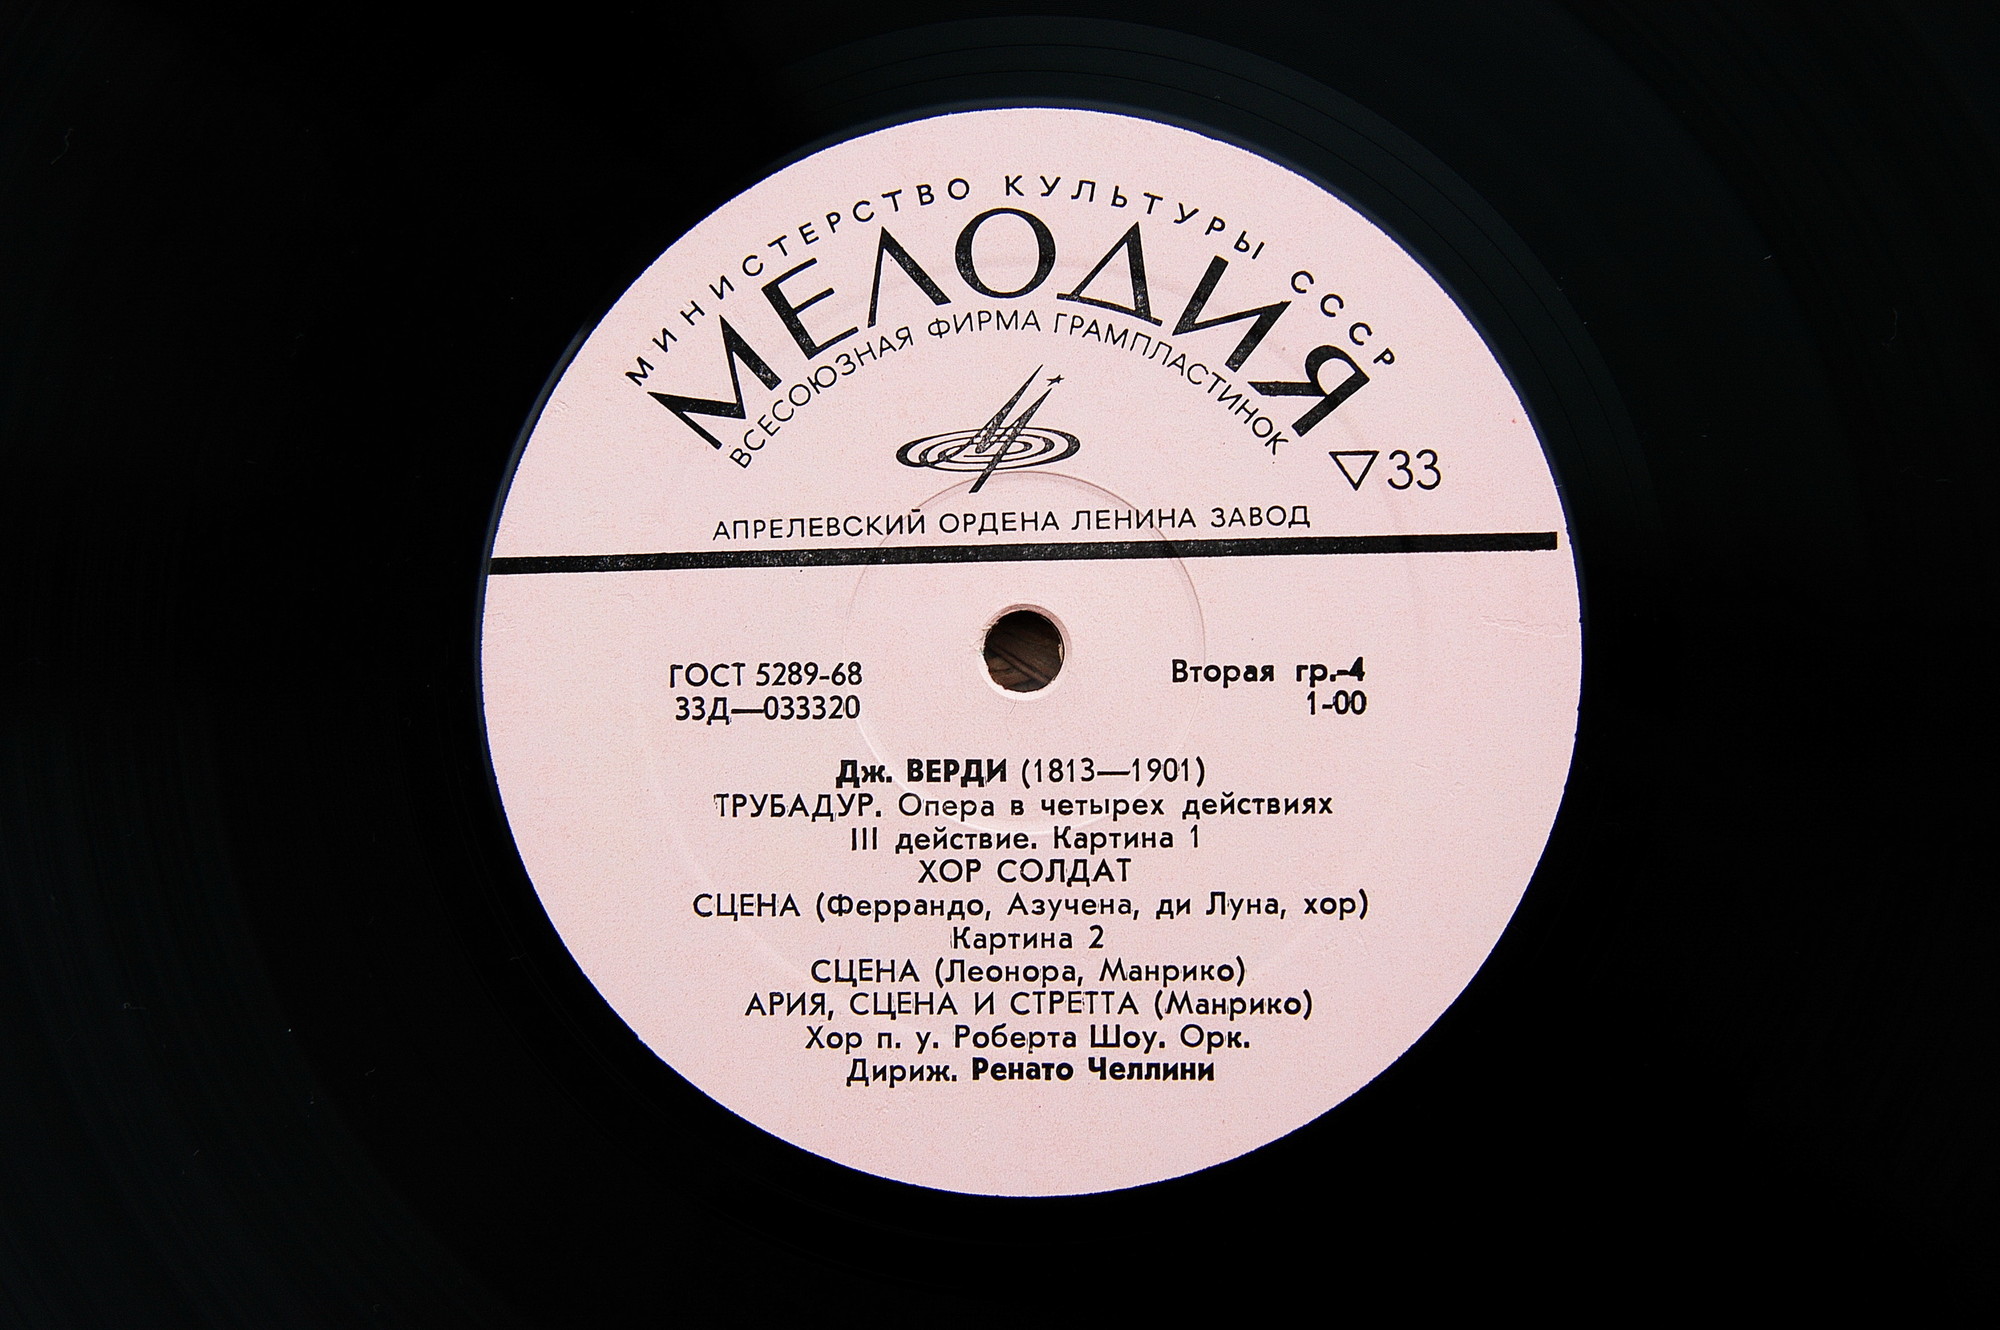 МИНИСТЕРСТВО КУЛЬТУРЫ СССР
МЕЛОДИЯ
ВСЕСОЮЗНАЯ ФИРМА ГРАМПЛАСТИНОК
▽33
АПРЕЛЕВСКИЙ ОРДЕНА ЛЕНИНА ЗАВОД
ГОСТ 5289-68
33Д—033320
Вторая гр.-4
1-00
Дж. ВЕРДИ (1813—1901)
ТРУБАДУР. Опера в четырех действиях
III действие. Картина 1
ХОР СОЛДАТ
СЦЕНА (Феррандо, Азучена, ди Луна, хор)
Картина 2
СЦЕНА (Леонора, Манрико)
АРИЯ, СЦЕНА И СТРЕТТА (Манрико)
Хор п. у. Роберта Шоу. Орк.
Дириж. Ренато Челлини